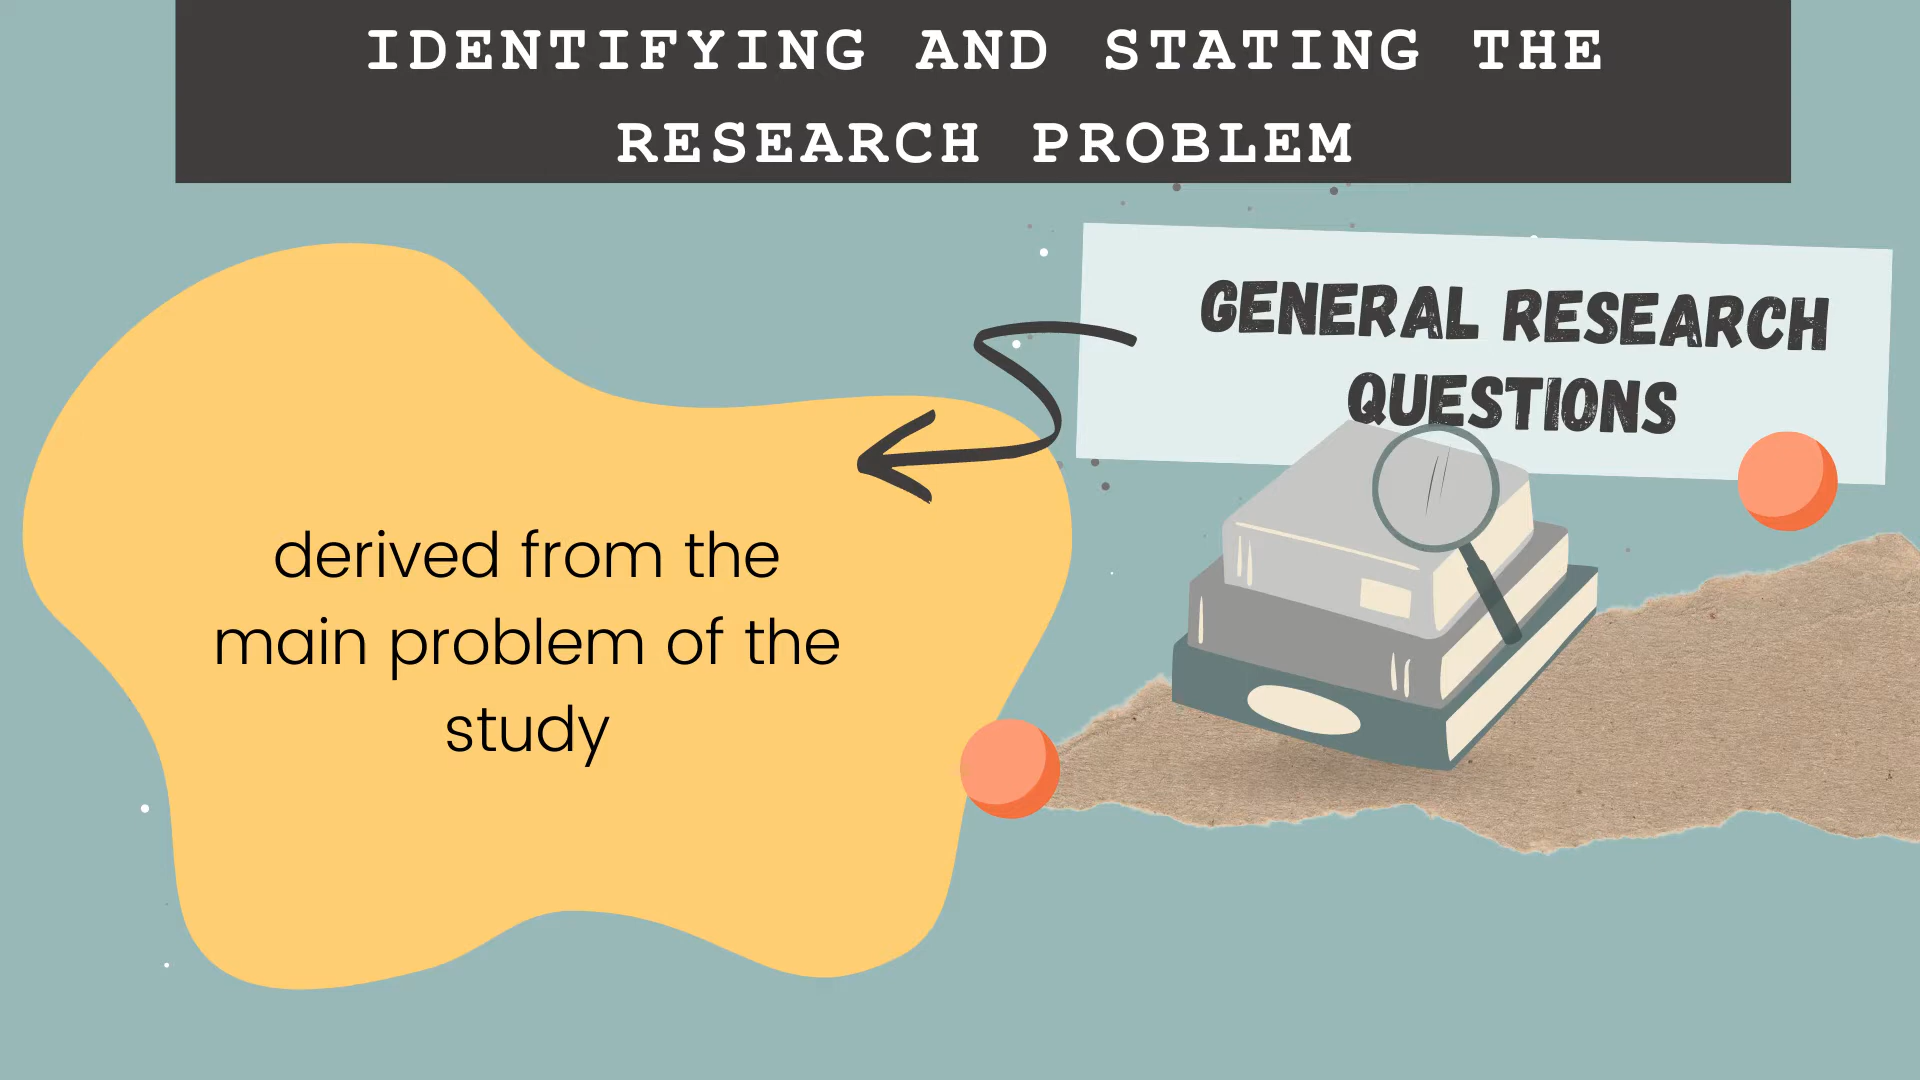 IDENTIFYING AND STATING THE
RESEARCH PROBLEM
GENERAL RESEARCH
QUESTIONS
derived from the
main problem of the
study